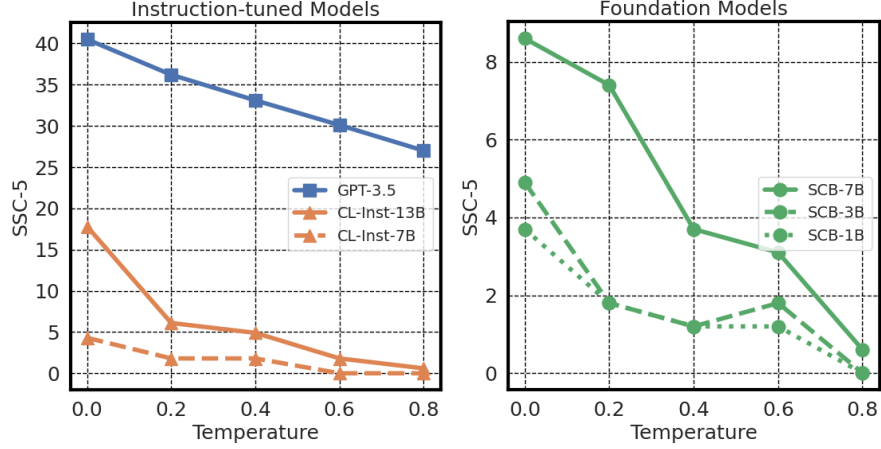 Instruction-tuned Models
SSC-5
40
35
30
25
20
15
10
5
0
GPT-3.5
CL-Inst-13B
CL-Inst-7B
0.0 0.2 0.4 0.6 0.8
Temperature
Foundation Models
SSC-5
8
6
4
2
0
SCB-7B
SCB-3B
SCB-1B
0.0 0.2 0.4 0.6 0.8
Temperature